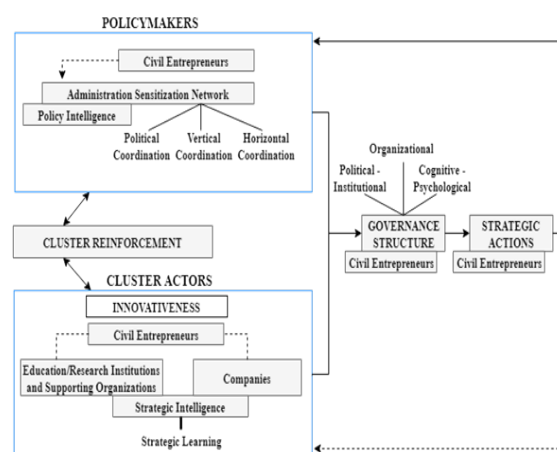 POLICYMAKERS
Civil Entrepreneurs
Administration Sensitization Network
Policy Intelligence
Political
Coordination
Vertical
Coordination
Horizontal
Coordination
CLUSTER REINFORCEMENT
CLUSTER ACTORS
INNOVATIVENESS
Civil Entrepreneurs
Education/Research Institutions
and Supporting Organizations
Companies
Strategic Intelligence
Strategic Learning
Organizational
Political -
Institutional
Cognitive -
Psychological
GOVERNANCE
STRUCTURE
Civil Entrepreneurs
STRATEGIC
ACTIONS
Civil Entrepreneurs